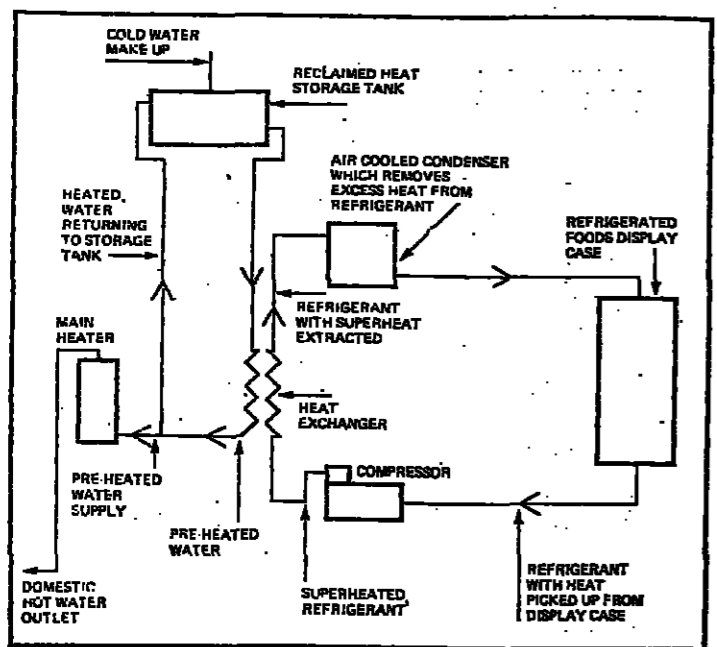 COLD WATER
MAKE UP
RECLAIMED HEAT
STORAGE TANK
AIR COOLED CONDENSER
WHICH REMOVES
EXCESS HEAT FROM
REFRIGERANT
REFRIGERATED
FOODS DISPLAY
CASE
HEATED,
WATER
RETURNING
TO STORAGE
TANK
REFRIGERANT
WITH SUPERHEAT
EXTRACTED
MAIN
HEATER
HEAT
EXCHANGER
COMPRESSOR
PRE-HEATED
WATER
SUPPLY
PRE-HEATED
WATER
DOMESTIC
HOT WATER
OUTLET
SUPERHEATED
REFRIGERANT
REFRIGERANT
WITH HEAT
PICKED UP FROM
DISPLAY CASE